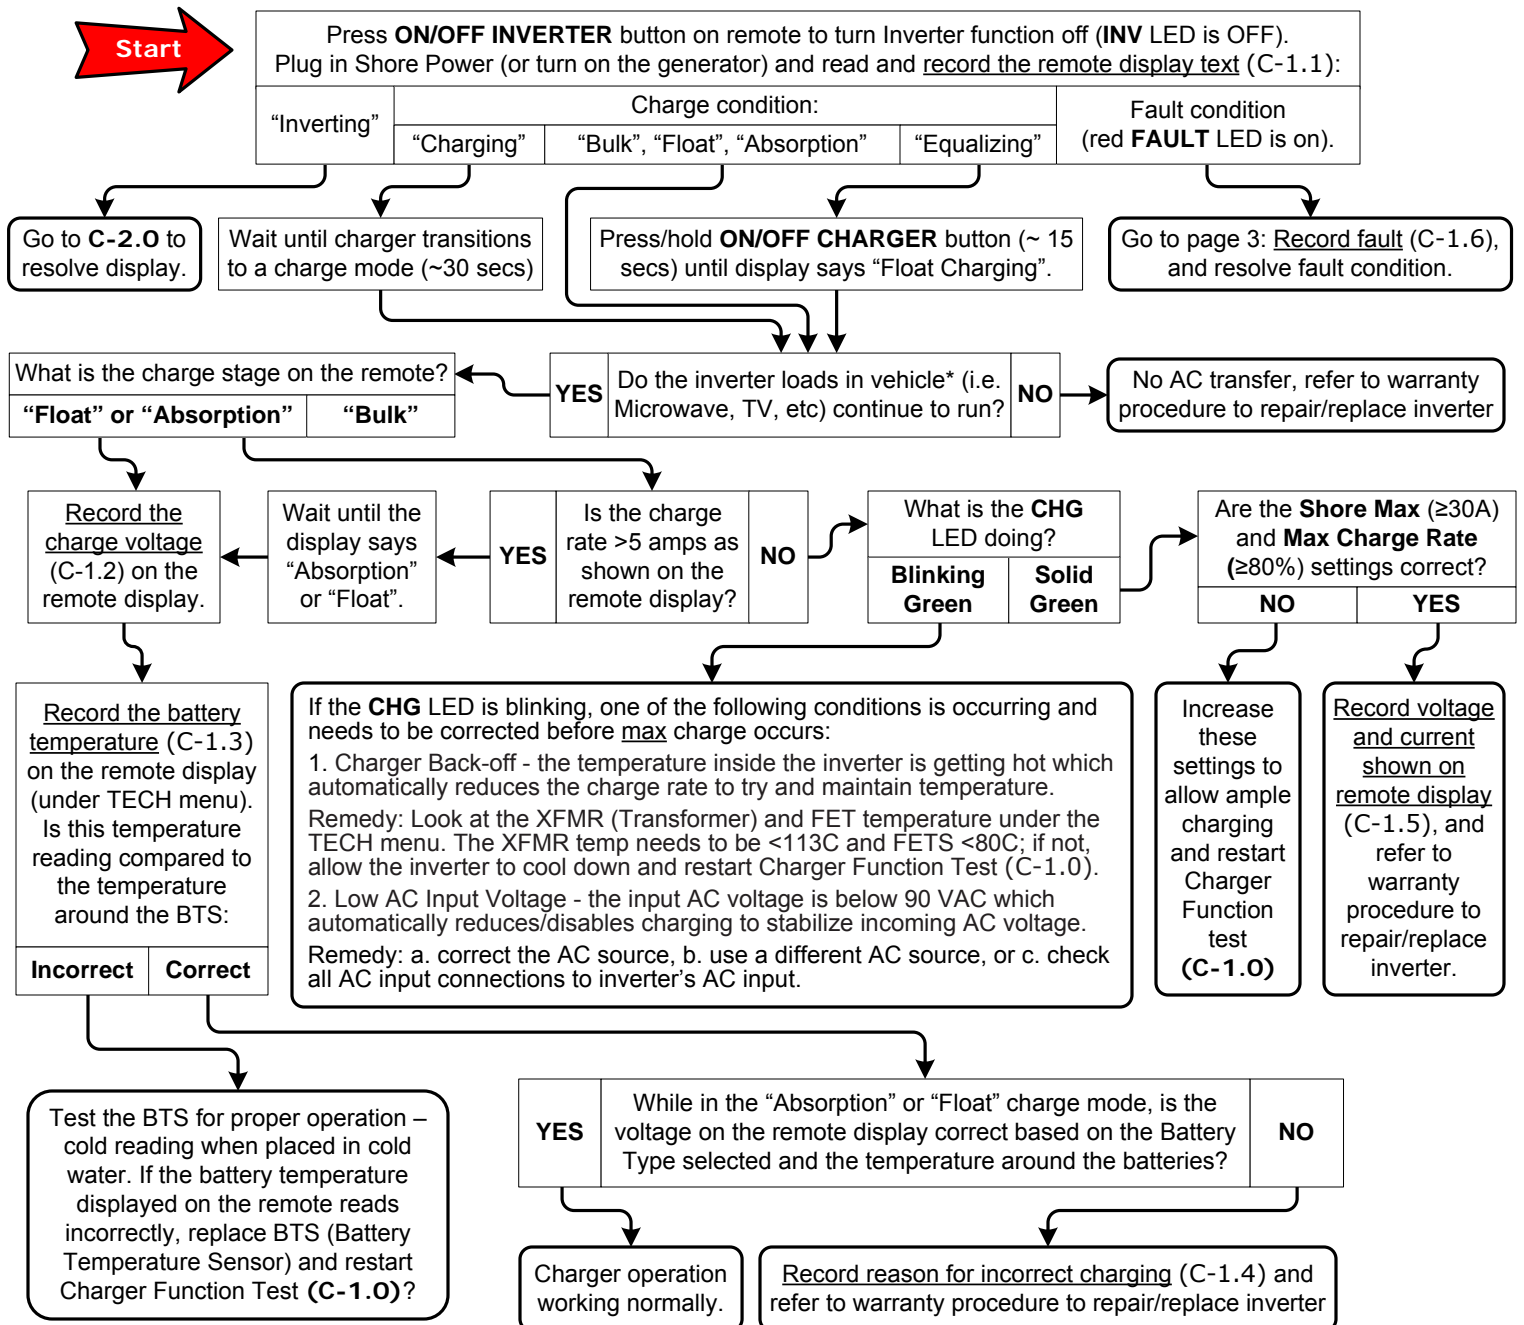 Start
Press ON/OFF INVERTER button on remote to turn Inverter function off (INV LED is OFF).
Plug in Shore Power (or turn on the generator) and read and record the remote display text (C-1.1):
“Inverting”
Charge condition:
“Charging”
“Bulk”, “Float”, “Absorption”
“Equalizing”
Fault condition
(red FAULT LED is on).
Go to C-2.0 to
resolve display.
Wait until charger transitions
to a charge mode (~30 secs)
Press/hold ON/OFF CHARGER button (~ 15
secs) until display says “Float Charging”.
Go to page 3: Record fault (C-1.6),
and resolve fault condition.
What is the charge stage on the remote?
“Float” or “Absorption”
“Bulk”
YES
Do the inverter loads in vehicle* (i.e.
Microwave, TV, etc) continue to run?
NO
No AC transfer, refer to warranty
procedure to repair/replace inverter
Record the
charge voltage
(C-1.2) on the
remote display.
Wait until the
display says
“Absorption”
or “Float”.
YES
Is the charge
rate >5 amps as
shown on the
remote display?
NO
What is the CHG
LED doing?
Blinking
Green
Solid
Green
Are the Shore Max (≥30A)
and Max Charge Rate
(≥80%) settings correct?
NO
YES
Record the battery
temperature (C-1.3)
on the remote display
(under TECH menu).
Is this temperature
reading compared to
the temperature
around the BTS:
Incorrect
Correct
If the CHG LED is blinking, one of the following conditions is occurring and
needs to be corrected before max charge occurs:
1. Charger Back-off - the temperature inside the inverter is getting hot which
automatically reduces the charge rate to try and maintain temperature.
Remedy: Look at the XFMR (Transformer) and FET temperature under the
TECH menu. The XFMR temp needs to be <113C and FETS <80C; if not,
allow the inverter to cool down and restart Charger Function Test (C-1.0).
2. Low AC Input Voltage - the input AC voltage is below 90 VAC which
automatically reduces/disables charging to stabilize incoming AC voltage.
Remedy: a. correct the AC source, b. use a different AC source, or c. check
all AC input connections to inverter’s AC input.
Increase
these
settings to
allow ample
charging
and restart
Charger
Function
test
(C-1.0)
Record voltage
and current
shown on
remote display
(C-1.5), and
refer to
warranty
procedure to
repair/replace
inverter.
Test the BTS for proper operation –
cold reading when placed in cold
water. If the battery temperature
displayed on the remote reads
incorrectly, replace BTS (Battery
Temperature Sensor) and restart
Charger Function Test (C-1.0)?
YES
While in the “Absorption” or “Float” charge mode, is the
voltage on the remote display correct based on the Battery
Type selected and the temperature around the batteries?
NO
Charger operation
working normally.
Record reason for incorrect charging (C-1.4) and
refer to warranty procedure to repair/replace inverter